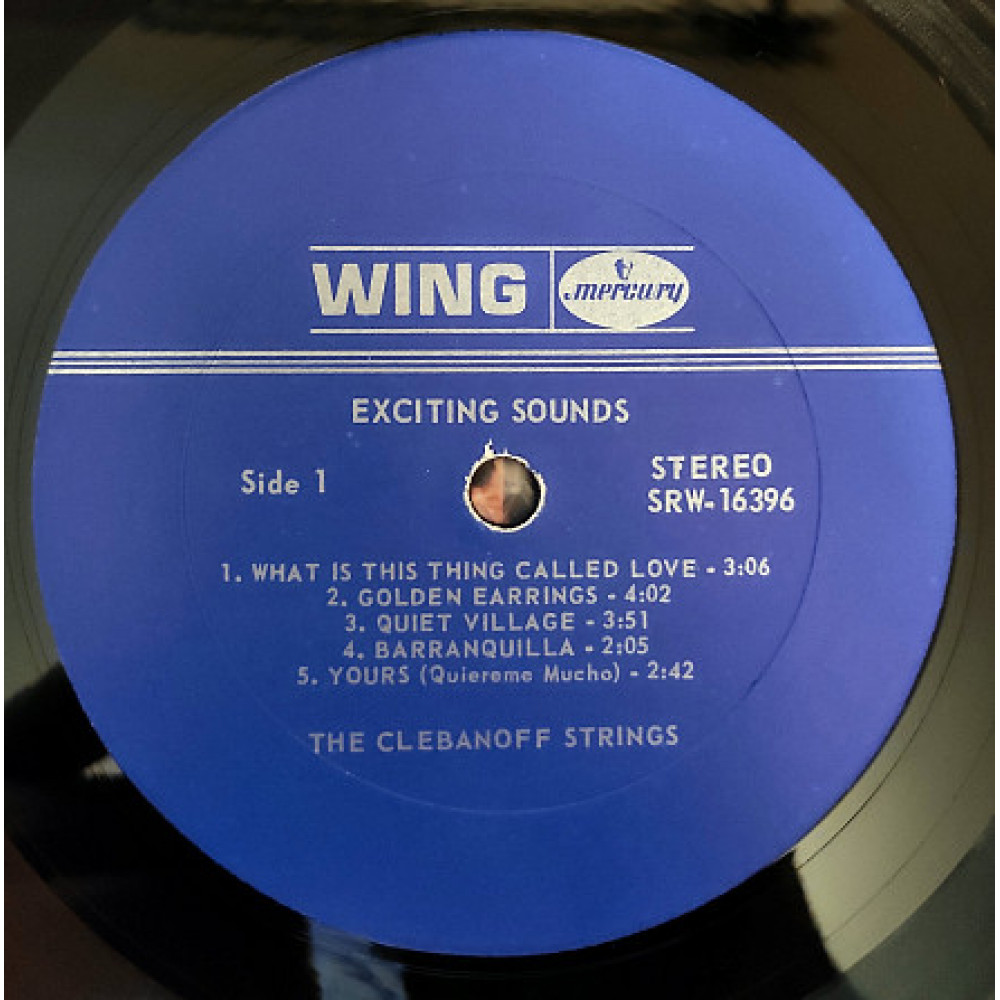 WING mercury
EXCITING SOUNDS
Side 1
STEREO
SRW-16396
1. WHAT IS THIS THING CALLED LOVE - 3:06
2. GOLDEN EARRINGS - 4:02
3. QUIET VILLAGE - 3:51
4. BARRANQUILLA - 2:05
5. YOURS (Quiereme Mucho) - 2:42
THE CLEBANOFF STRINGS